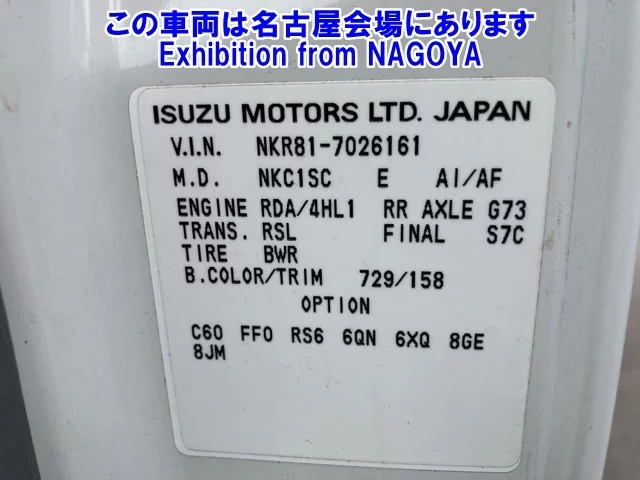 この車両は名古屋会場にあります
Exhibition from NAGOYA
ISUZU MOTORS LTD. JAPAN
V.I.N. NKR81-7026161
M.D. NKC1SC E AI/AF
ENGINE RDA/4HL1 RR AXLE G73
TRANS. RSL FINAL S7C
TIRE BWR
B.COLOR/TRIM 729/158
OPTION
C60 FF0 RS6 6QN 6XQ 8GE
8JM